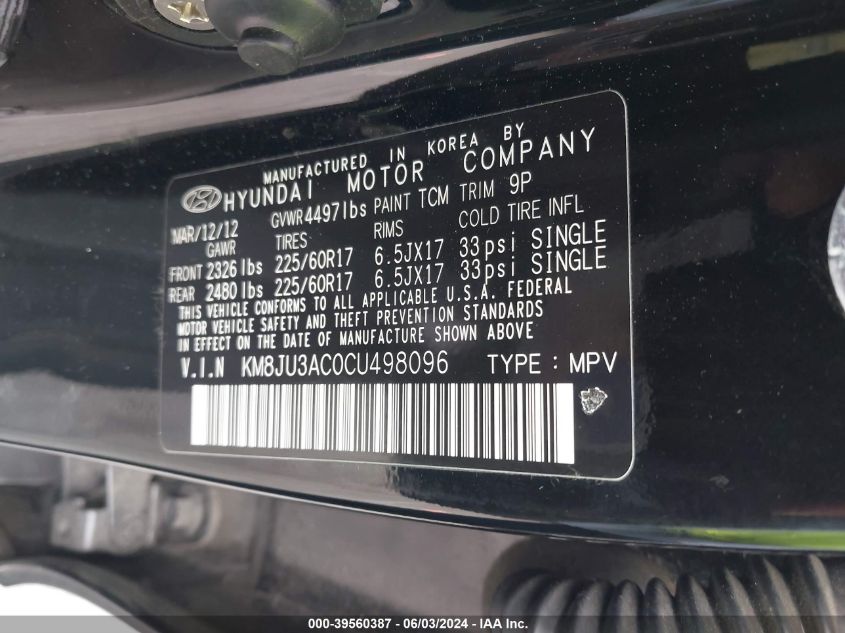 MANUFACTURED IN KOREA BY
HYUNDAI MOTOR COMPANY
MAR/12/12 GVWR4497lbs PAINT TCM TRIM 9P
GAWR TIRES RIMS COLD TIRE INFL
FRONT 2326lbs 225/60R17 6.5JX17 33psi SINGLE
REAR 2480lbs 225/60R17 6.5JX17 33psi SINGLE
THIS VEHICLE CONFORMS TO ALL APPLICABLE U.S.A. FEDERAL
MOTOR VEHICLE SAFETY AND THEFT PREVENTION STANDARDS
IN EFFECT ON THE DATE OF MANUFACTURE SHOWN ABOVE
V.I.N KM8JU3AC0CU498096 TYPE : MPV
000-39560387 - 06/03/2024 - IAA Inc.